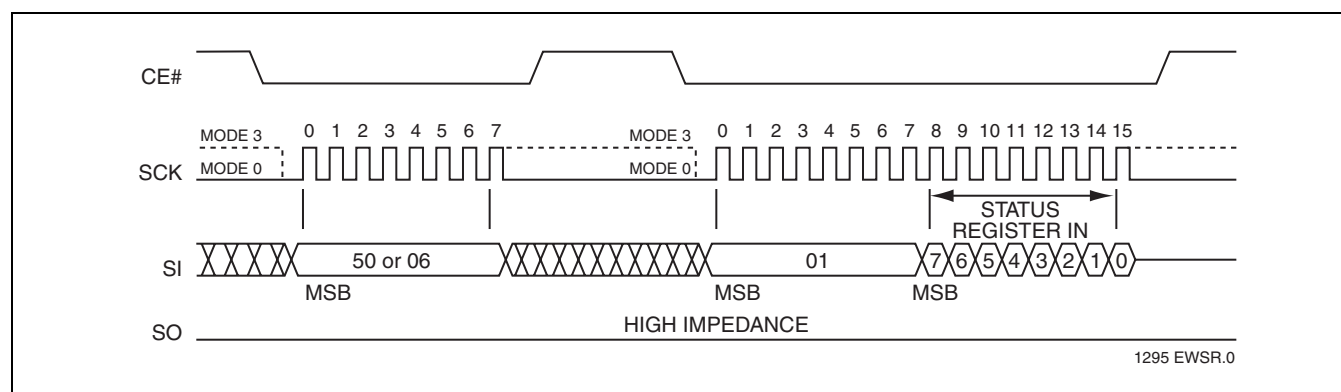 CE#
MODE 3 0 1 2 3 4 5 6 7 MODE 3 0 1 2 3 4 5 6 7 8 9 10 11 12 13 14 15
SCK MODE 0 MODE 0
STATUS
REGISTER IN
SI 50 or 06 01 7 6 5 4 3 2 1 0
MSB MSB MSB
HIGH IMPEDANCE
SO
1295 EWSR.0